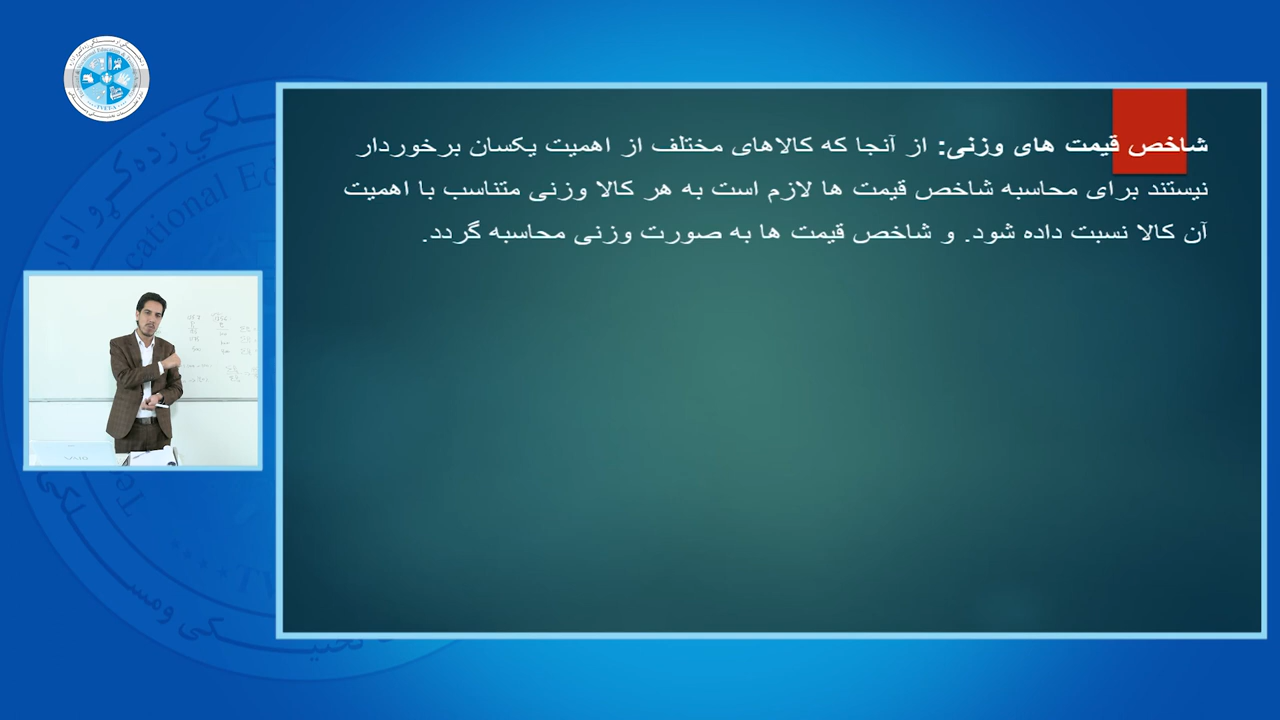 شاخص قیمت های وزنی: از آنجا که کالاهای مختلف از اهمیت یکسان برخوردار
نیستند برای محاسبه شاخص قیمت ها لازم است به هر کالا وزنی متناسب با اهمیت
آن کالا نسبت داده شود. و شاخص قیمت ها به صورت وزنی محاسبه گردد.